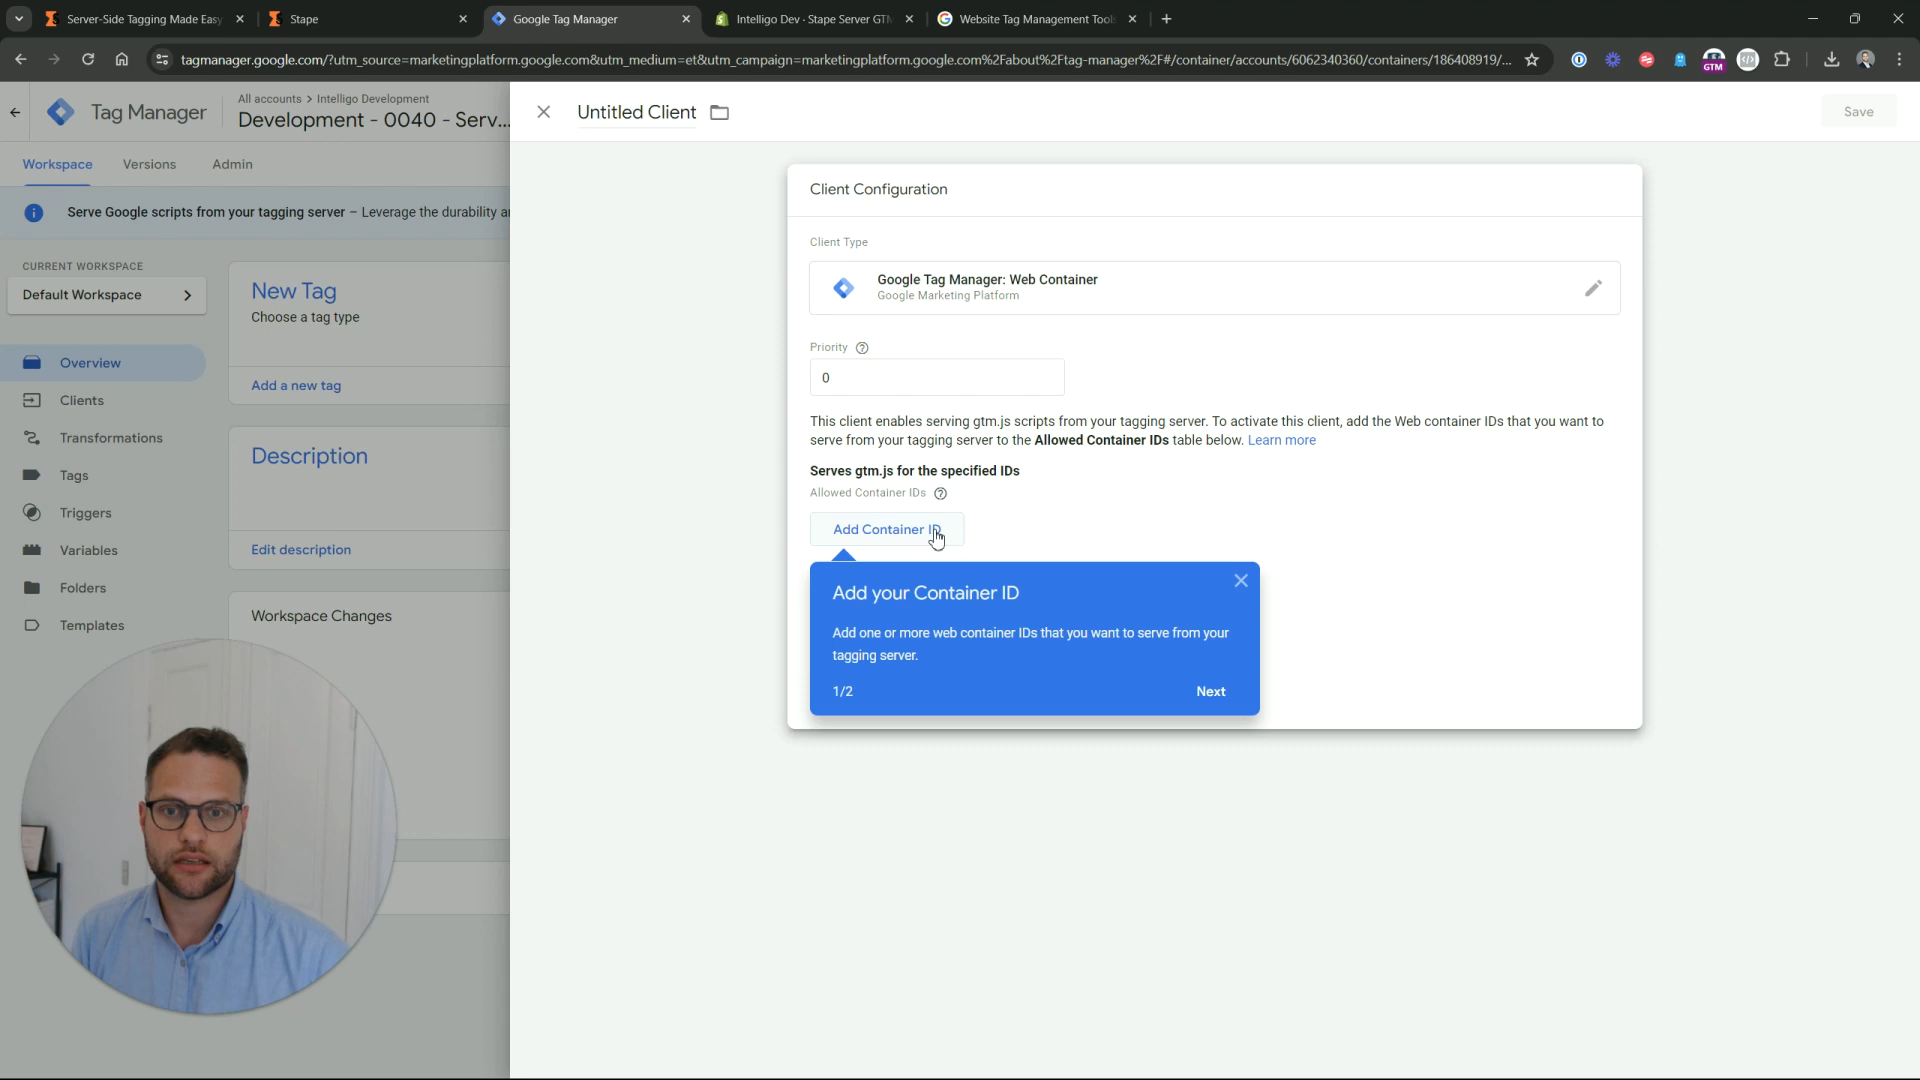 Server-Side Tagging Made Easy
Stape
Google Tag Manager
Intelligo Dev · Stape Server GTM
Website Tag Management Tools
tagmanager.google.com/?utm_source=marketingplatform.google.com&utm_medium=et&utm_campaign=marketingplatform.google.com%2Fabout%2Ftag-manager%2F#/container/accounts/6062340360/containers/186408919/...
GTM
Tag Manager
All accounts > Intelligo Development
Development - 0040 - Serv...
Untitled Client
Save
Workspace
Versions
Admin
Serve Google scripts from your tagging server – Leverage the durability a
CURRENT WORKSPACE
Default Workspace
Overview
Clients
Transformations
Tags
Triggers
Variables
Folders
Templates
New Tag
Choose a tag type
Add a new tag
Description
Edit description
Workspace Changes
Client Configuration
Client Type
Google Tag Manager: Web Container
Google Marketing Platform
Priority
0
This client enables serving gtm.js scripts from your tagging server. To activate this client, add the Web container IDs that you want to
serve from your tagging server to the Allowed Container IDs table below. Learn more
Serves gtm.js for the specified IDs
Allowed Container IDs
Add Container ID
Add your Container ID
Add one or more web container IDs that you want to serve from your
tagging server.
1/2
Next